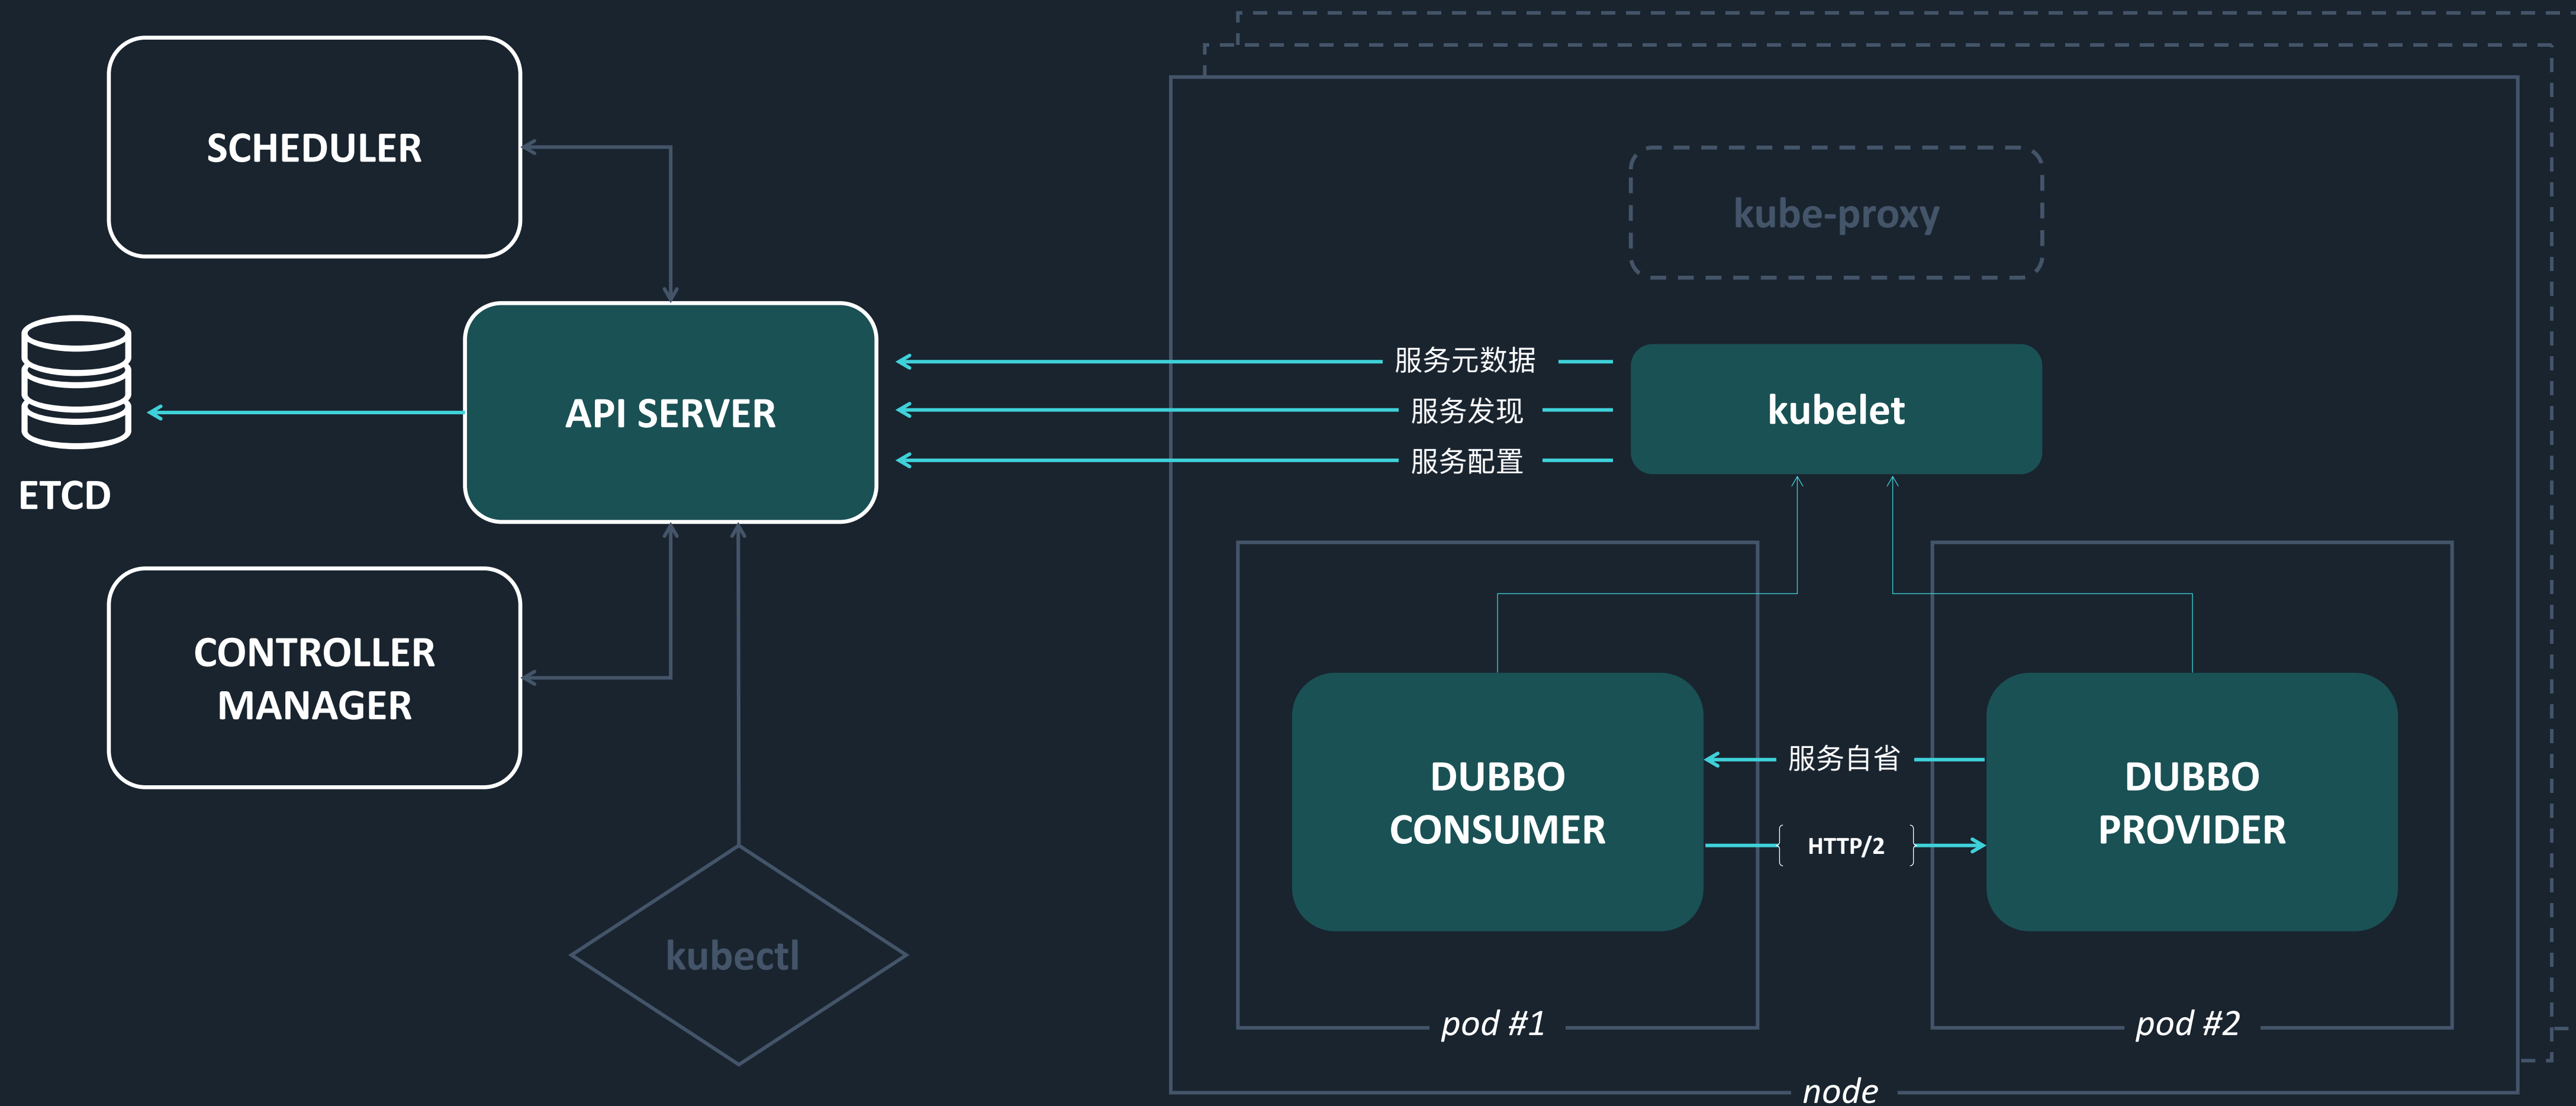 SCHEDULER
kube-proxy
服务元数据
服务发现
服务配置
kubelet
API SERVER
ETCD
CONTROLLER
MANAGER
服务自省
DUBBO
CONSUMER
HTTP/2
DUBBO
PROVIDER
kubectl
pod #1
pod #2
node